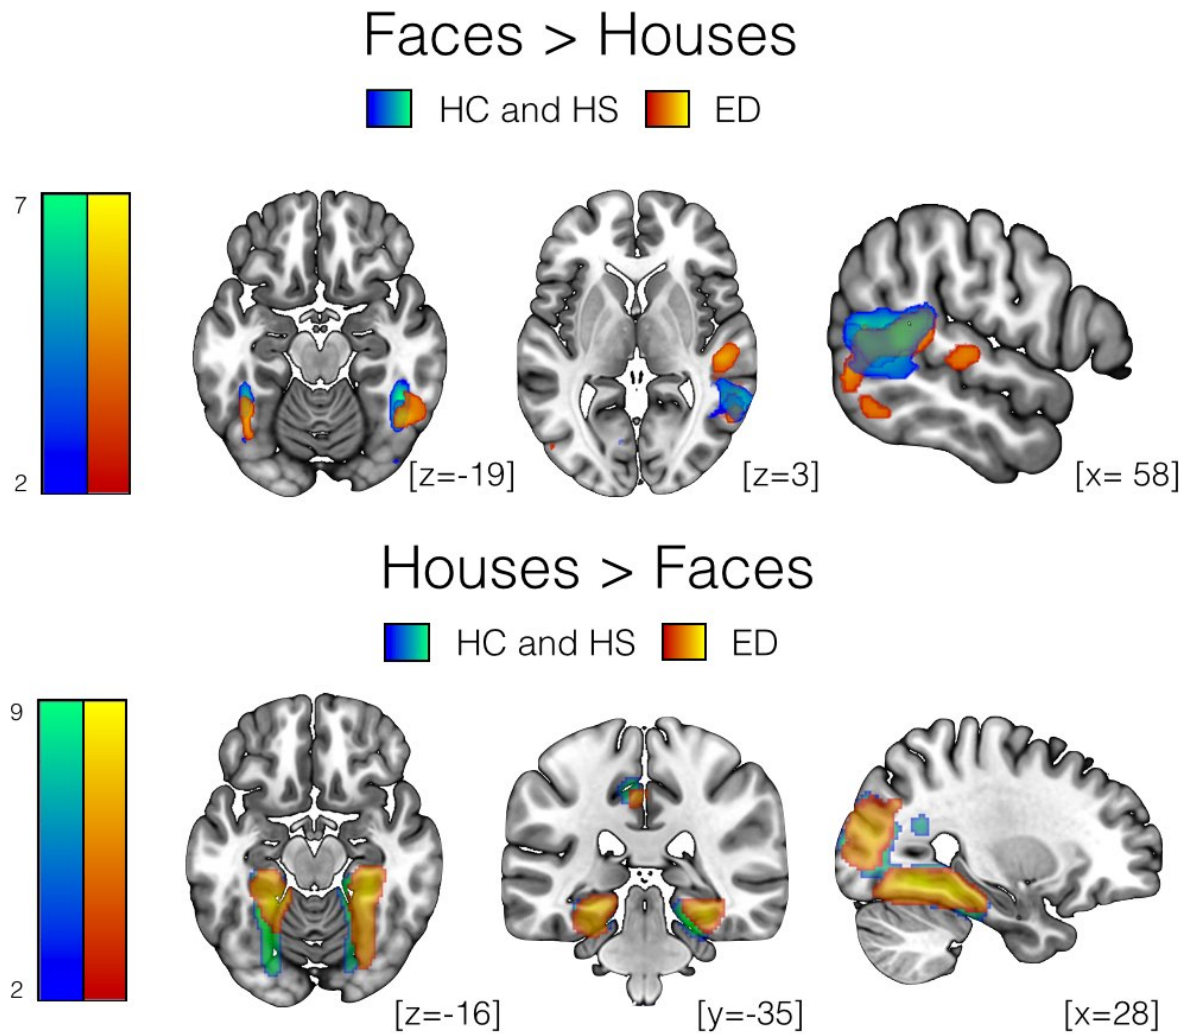 Faces > Houses
HC and HS ED
7
2
[z=-19] [z=3] [x= 58]
Houses > Faces
HC and HS ED
9
2
[z=-16] [y=-35] [x=28]